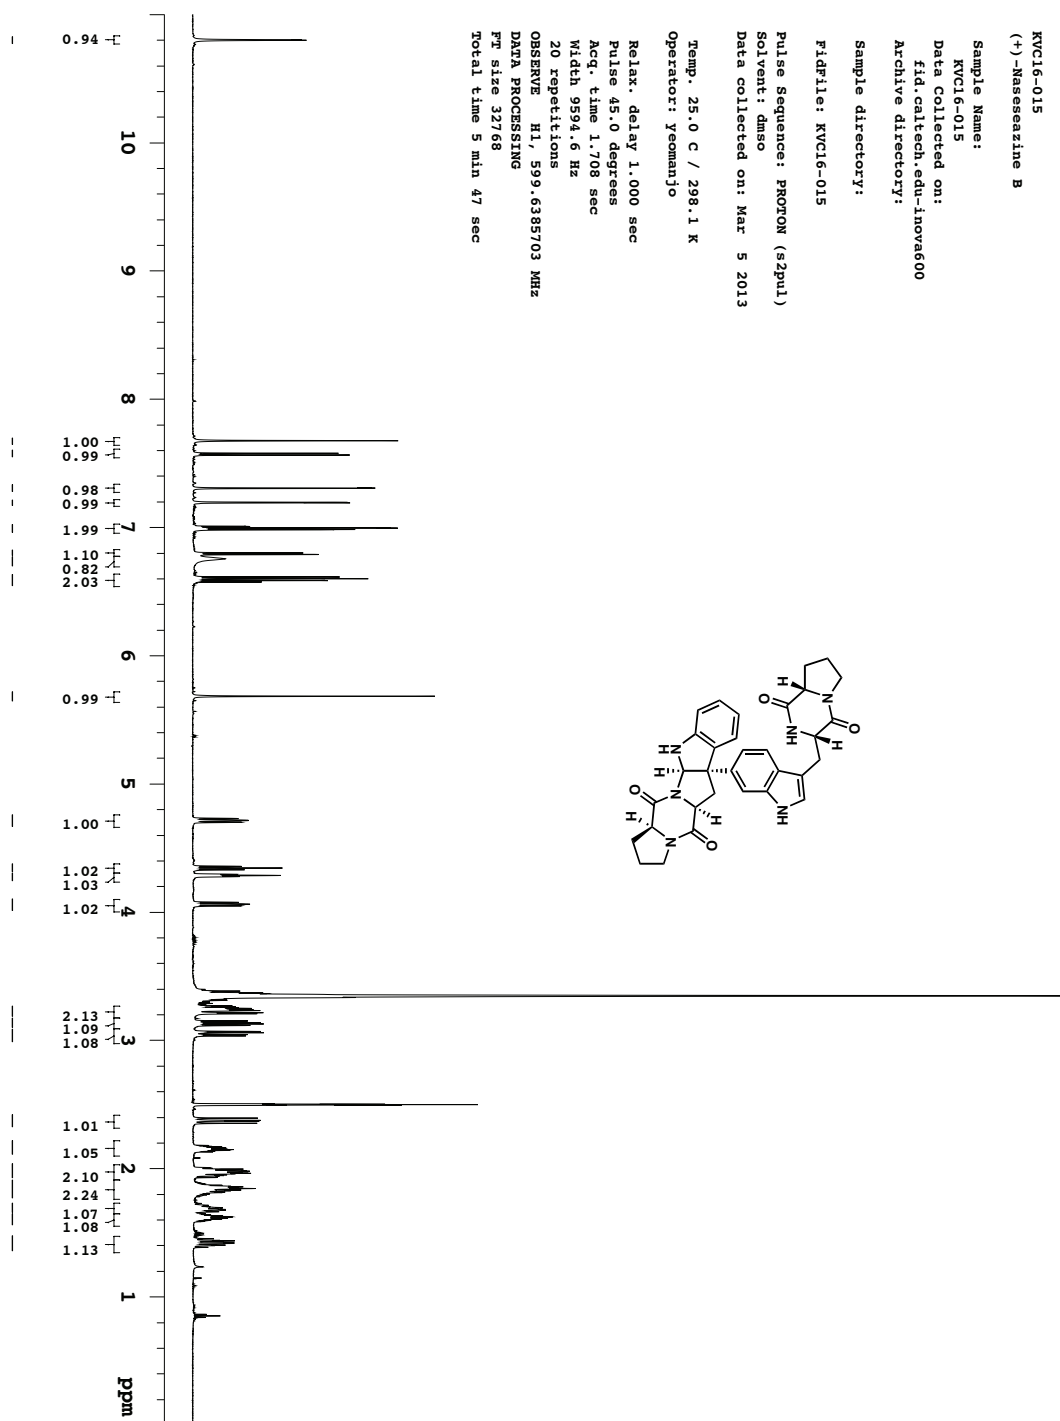 KVC16-015
(+)-Naseseazine B
Sample Name:
KVC16-015
Data Collected on:
fid.caltech.edu-inova600
Archive directory:
Sample directory:
FidFile: KVC16-015
Pulse Sequence: PROTON (s2pul)
Solvent: dmso
Data collected on: Mar 5 2013
Temp. 25.0 C / 298.1 K
Operator: yeomanjo
Relax. delay 1.000 sec
Pulse 45.0 degrees
Acq. time 1.708 sec
Width 9594.6 Hz
20 repetitions
OBSERVE H1, 599.6385703 MHz
DATA PROCESSING
FT size 32768
Total time 5 min 47 sec
H
O
N
O
NH
H
NH
HN
H
N
H
O
H
N
O
10 9 8 7 6 5 4 3 2 1 ppm
0.94
1.00
0.99
0.98
0.99
1.99
1.10
0.82
2.03
0.99
1.00
1.02
1.03
1.02
2.13
1.09
1.08
1.01
1.05
2.10
2.24
1.07
1.08
1.13